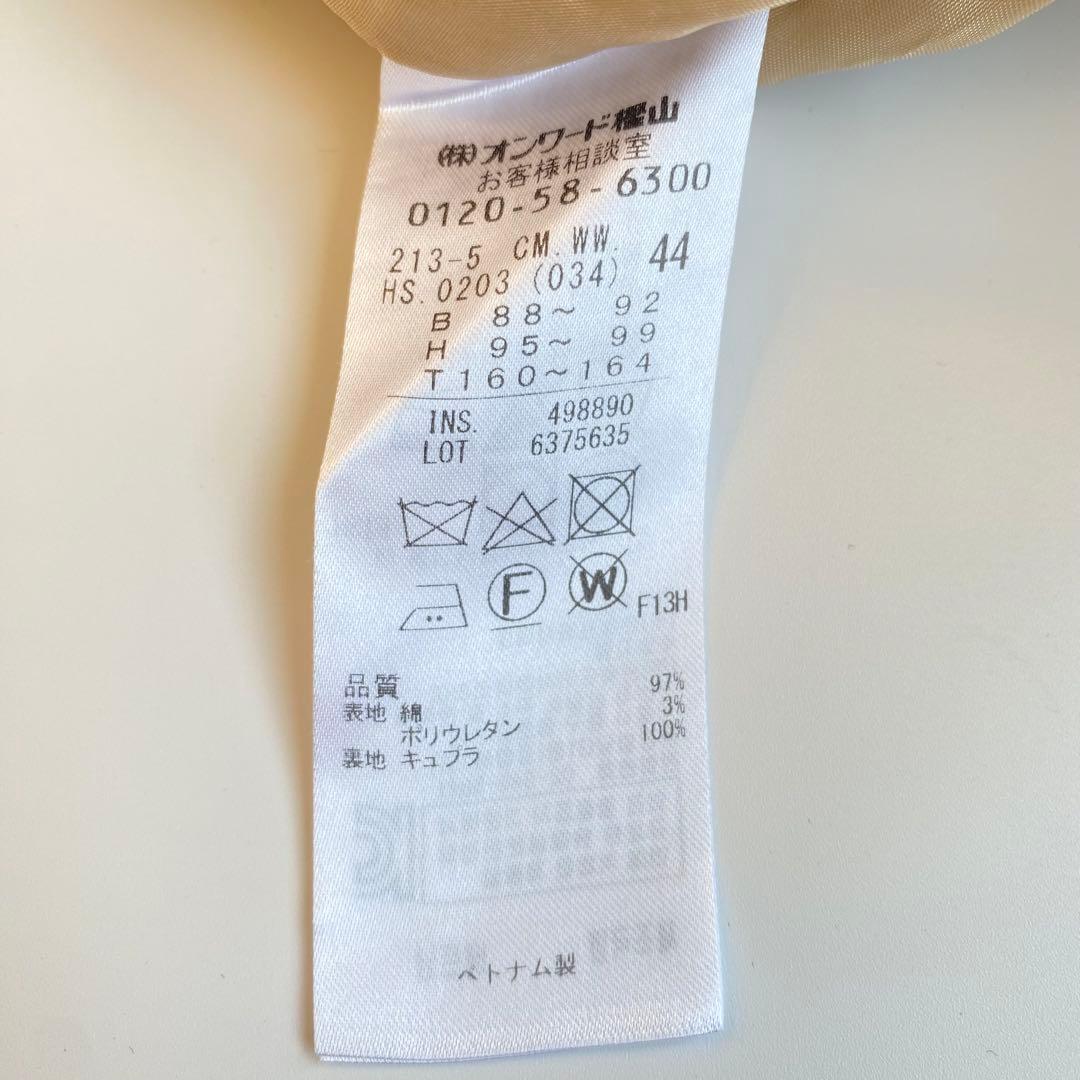 ㈱オンワード樫山
お客様相談室
0120-58-6300
213-5 CM.WW. 44
HS.0203 (034)
B 88～ 92
H 95～ 99
T160～164
INS. 498890
LOT 6375635
F W F13H
品質
表地 綿 97%
ポリウレタン 3%
裏地 キュプラ 100%
ベトナム製